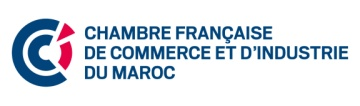 CHAMBRE FRANÇAISE
DE COMMERCE ET D'INDUSTRIE
DU MAROC